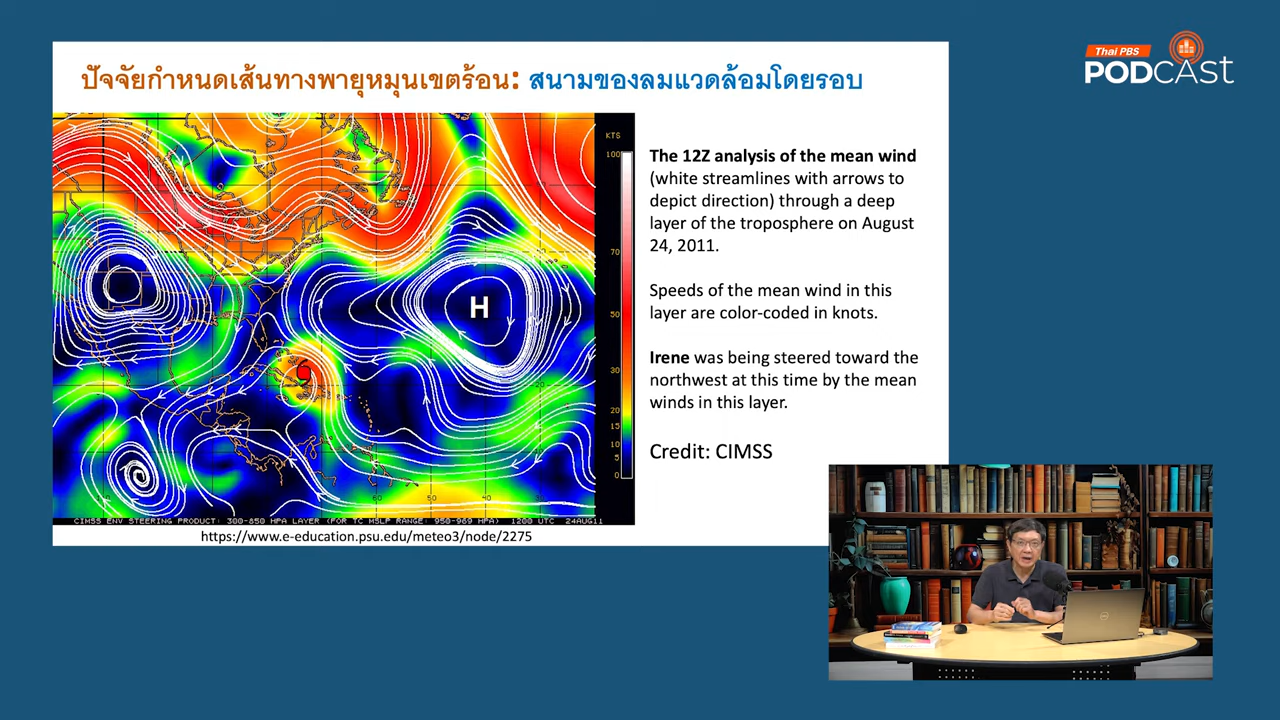 Thai PBS
PODCAST
ปัจจัยกำหนดเส้นทางพายุหมุนเขตร้อน: สนามของลมแวดล้อมโดยรอบ
KTS
100
70
50
30
20
15
10
5
0
H
20
60
50
40
CIMSS ENV STEERING PRODUCT: 300-850 HPA LAYER (FOR TC MSLP RANGE: 950-969 HPA) 1200 UTC 24AUG11
https://www.e-education.psu.edu/meteo3/node/2275
The 12Z analysis of the mean wind
(white streamlines with arrows to
depict direction) through a deep
layer of the troposphere on August
24, 2011.
Speeds of the mean wind in this
layer are color-coded in knots.
Irene was being steered toward the
northwest at this time by the mean
winds in this layer.
Credit: CIMSS